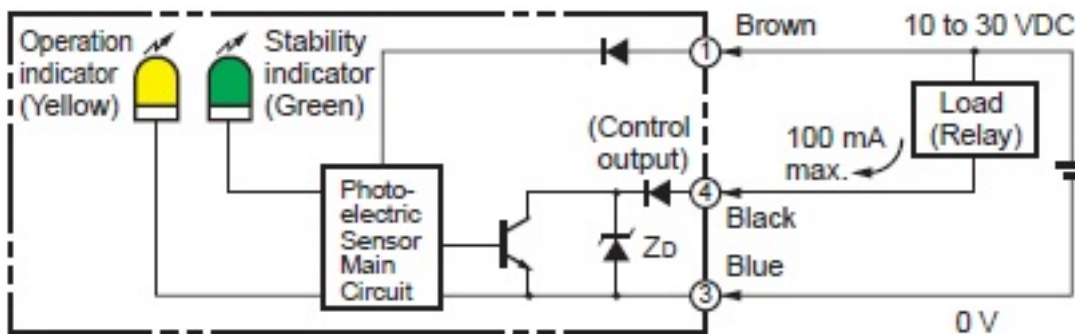 Operation
indicator
(Yellow)
Stability
indicator
(Green)
Photo-
electric
Sensor
Main
Circuit
(Control
output)
ZD
1
4
3
Brown
Black
Blue
10 to 30 VDC
Load
(Relay)
100 mA
max.
0 V